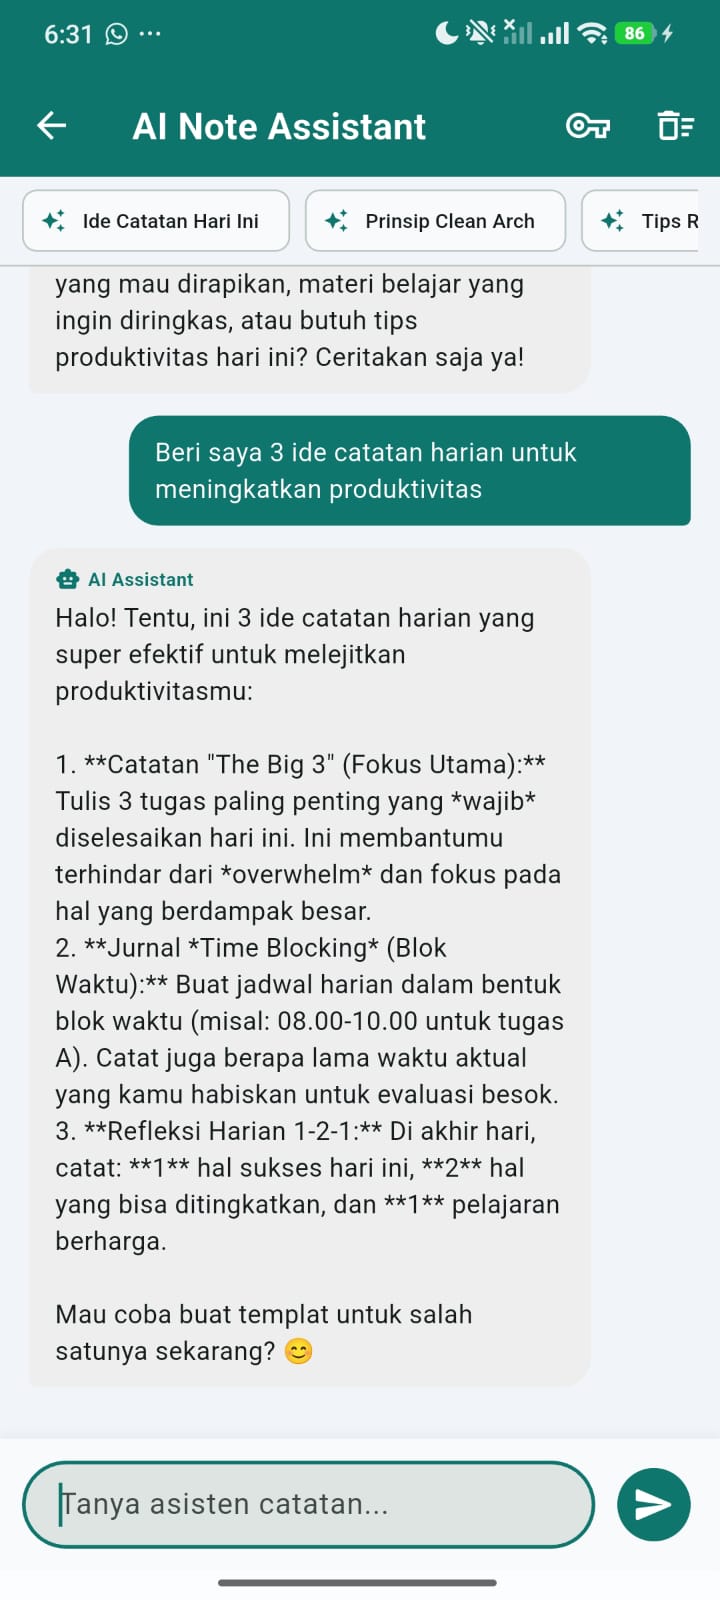 6:31
86
AI Note Assistant
Ide Catatan Hari Ini
Prinsip Clean Arch
Tips R
yang mau dirapikan, materi belajar yang
ingin diringkas, atau butuh tips
produktivitas hari ini? Ceritakan saja ya!
Beri saya 3 ide catatan harian untuk
meningkatkan produktivitas
AI Assistant
Halo! Tentu, ini 3 ide catatan harian yang
super efektif untuk melejitkan
produktivitasmu:
1. **Catatan "The Big 3" (Fokus Utama):**
Tulis 3 tugas paling penting yang *wajib*
diselesaikan hari ini. Ini membantumu
terhindar dari *overwhelm* dan fokus pada
hal yang berdampak besar.
2. **Jurnal *Time Blocking* (Blok
Waktu):** Buat jadwal harian dalam bentuk
blok waktu (misal: 08.00-10.00 untuk tugas
A). Catat juga berapa lama waktu aktual
yang kamu habiskan untuk evaluasi besok.
3. **Refleksi Harian 1-2-1:** Di akhir hari,
catat: **1** hal sukses hari ini, **2** hal
yang bisa ditingkatkan, dan **1** pelajaran
berharga.
Mau coba buat templat untuk salah
satunya sekarang? 😊
Tanya asisten catatan...